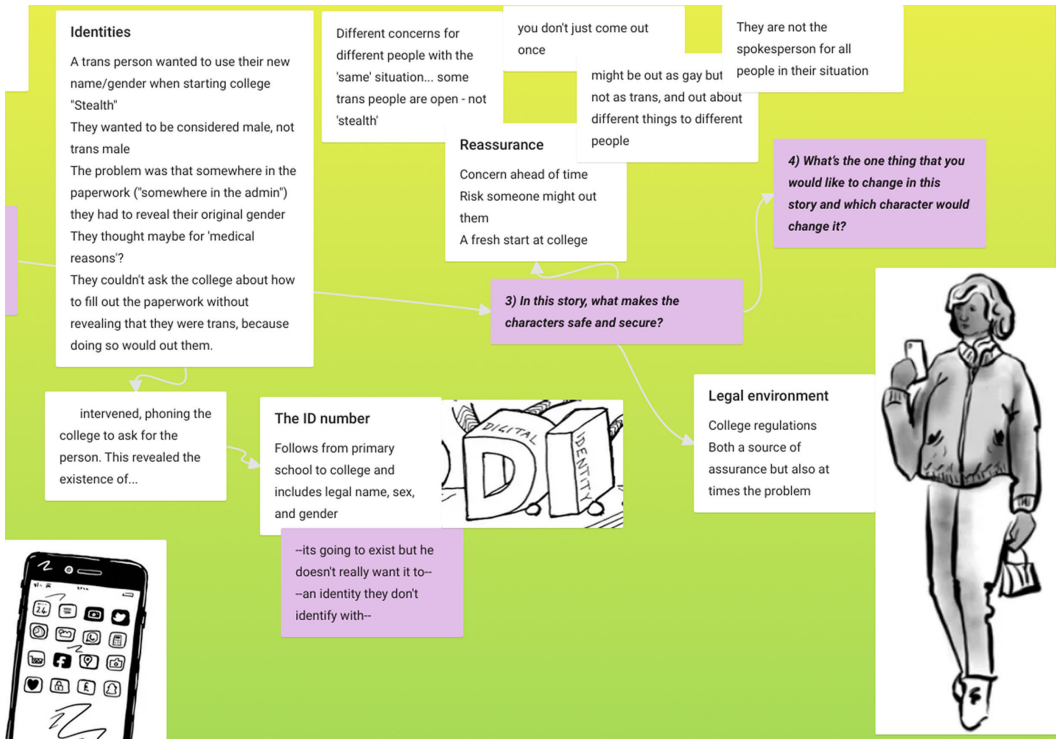 Identities
A trans person wanted to use their new
name/gender when starting college
"Stealth"
They wanted to be considered male, not
trans male
The problem was that somewhere in the
paperwork ("somewhere in the admin")
they had to reveal their original gender
They thought maybe for 'medical
reasons'?
They couldn't ask the college about how
to fill out the paperwork without
revealing that they were trans, because
doing so would out them.
Different concerns for
different people with the
'same' situation... some
trans people are open - not
'stealth'
you don't just come out
once
might be out as gay but
not as trans, and out about
different things to different
people
They are not the
spokesperson for all
people in their situation
Reassurance
Concern ahead of time
Risk someone might out
them
A fresh start at college
4) What's the one thing that you
would like to change in this
story and which character would
change it?
3) In this story, what makes the
characters safe and secure?
intervened, phoning the
college to ask for the
person. This revealed the
existence of...
The ID number
Follows from primary
school to college and
includes legal name, sex,
and gender
DIGITAL
IDENTITY
D.I.
--its going to exist but he
doesn't really want it to--
--an identity they don't
identify with--
Legal environment
College regulations
Both a source of
assurance but also at
times the problem
24